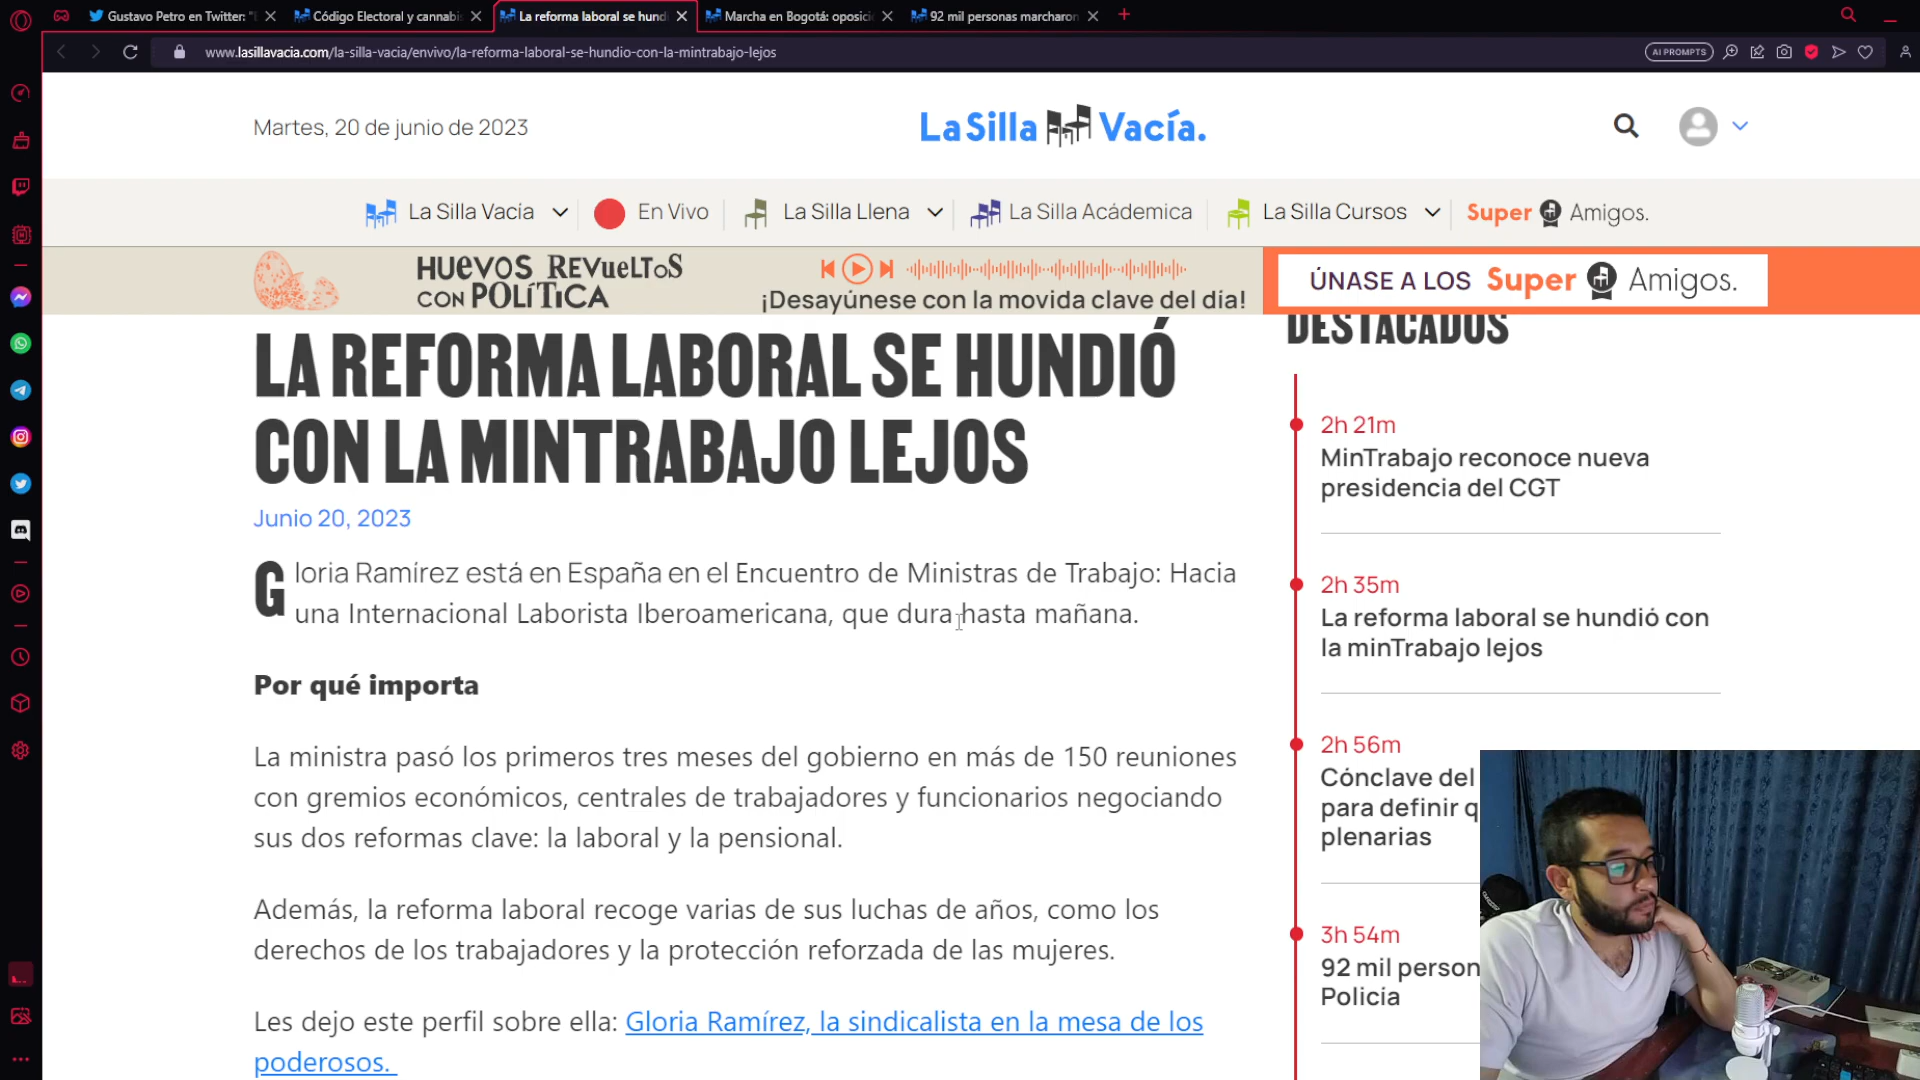 Gustavo Petro en Twitter: "E
Código Electoral y cannabis
La reforma laboral se hund
Marcha en Bogotá: oposici
92 mil personas marcharon
www.lasillavacia.com/la-silla-vacia/envivo/la-reforma-laboral-se-hundio-con-la-mintrabajo-lejos
AI PROMPTS
Martes, 20 de junio de 2023
La Silla Vacía.
La Silla Vacía
En Vivo
La Silla Llena
La Silla Académica
La Silla Cursos
Super Amigos.
HUevOS ReVueLToS
CON POLíTiCA
¡Desayúnese con la movida clave del día!
ÚNASE A LOS Super Amigos.
LA REFORMA LABORAL SE HUNDIÓ
CON LA MINTRABAJO LEJOS
Junio 20, 2023
Gloria Ramírez está en España en el Encuentro de Ministras de Trabajo: Hacia
una Internacional Laborista Iberoamericana, que dura hasta mañana.
Por qué importa
La ministra pasó los primeros tres meses del gobierno en más de 150 reuniones
con gremios económicos, centrales de trabajadores y funcionarios negociando
sus dos reformas clave: la laboral y la pensional.
Además, la reforma laboral recoge varias de sus luchas de años, como los
derechos de los trabajadores y la protección reforzada de las mujeres.
Les dejo este perfil sobre ella: Gloria Ramírez, la sindicalista en la mesa de los
poderosos.
DESTACADOS
2h 21m
MinTrabajo reconoce nueva
presidencia del CGT
2h 35m
La reforma laboral se hundió con
la minTrabajo lejos
2h 56m
Cónclave del
para definir q
plenarias
3h 54m
92 mil person
Policia